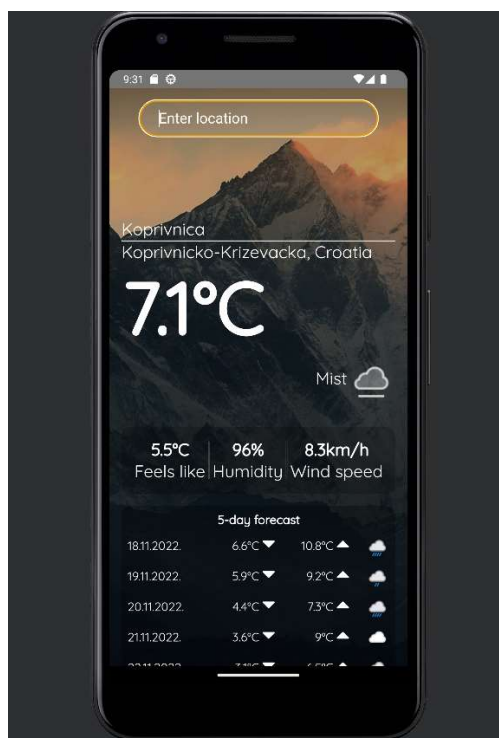 9:31
Enter location
Koprivnica
Koprivnicko-Krizevacka, Croatia
7.1°C
Mist
5.5°C 96% 8.3km/h
Feels like Humidity Wind speed
5-day forecast
18.11.2022. 6.6°C 10.8°C
19.11.2022. 5.9°C 9.2°C
20.11.2022. 4.4°C 7.3°C
21.11.2022. 3.6°C 9°C